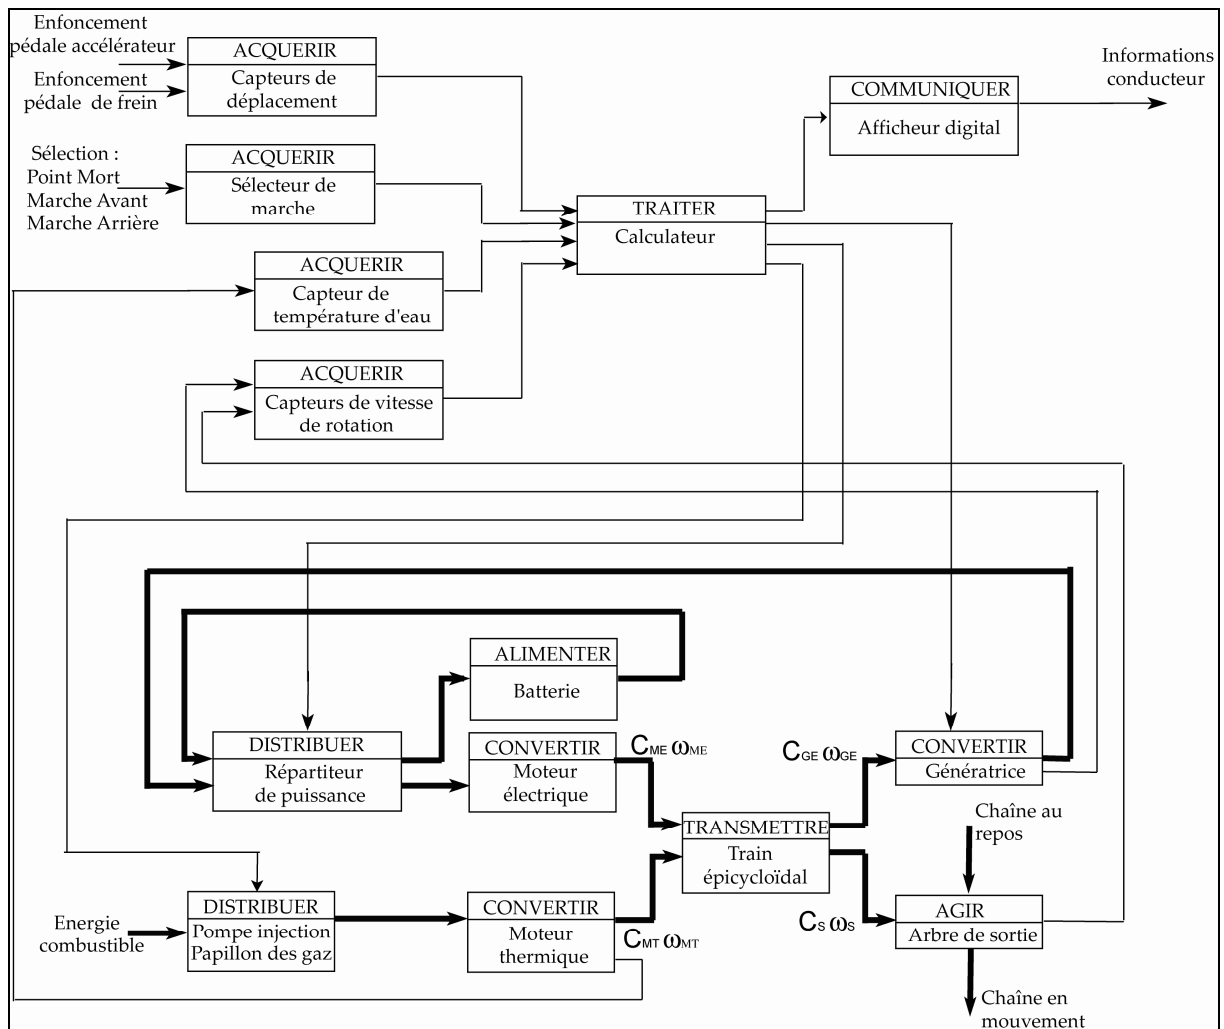 Enfoncement
pédale accélérateur
Enfoncement
pédale de frein
ACQUERIR
Capteurs de
déplacement
Informations
conducteur
COMMUNIQUER
Afficheur digital
Sélection :
Point Mort
Marche Avant
Marche Arrière
ACQUERIR
Sélecteur de
marche
TRAITER
Calculateur
ACQUERIR
Capteur de
température d'eau
ACQUERIR
Capteurs de vitesse
de rotation
ALIMENTER
Batterie
DISTRIBUER
Répartiteur
de puissance
CONVERTIR
Moteur
électrique
CME ωME
CGE ωGE
CONVERTIR
Génératrice
TRANSMETTRE
Train
épicycloïdal
Chaîne au
repos
Energie
combustible
DISTRIBUER
Pompe injection
Papillon des gaz
CONVERTIR
Moteur
thermique
CMT ωMT
CS ωS
AGIR
Arbre de sortie
Chaîne en
mouvement